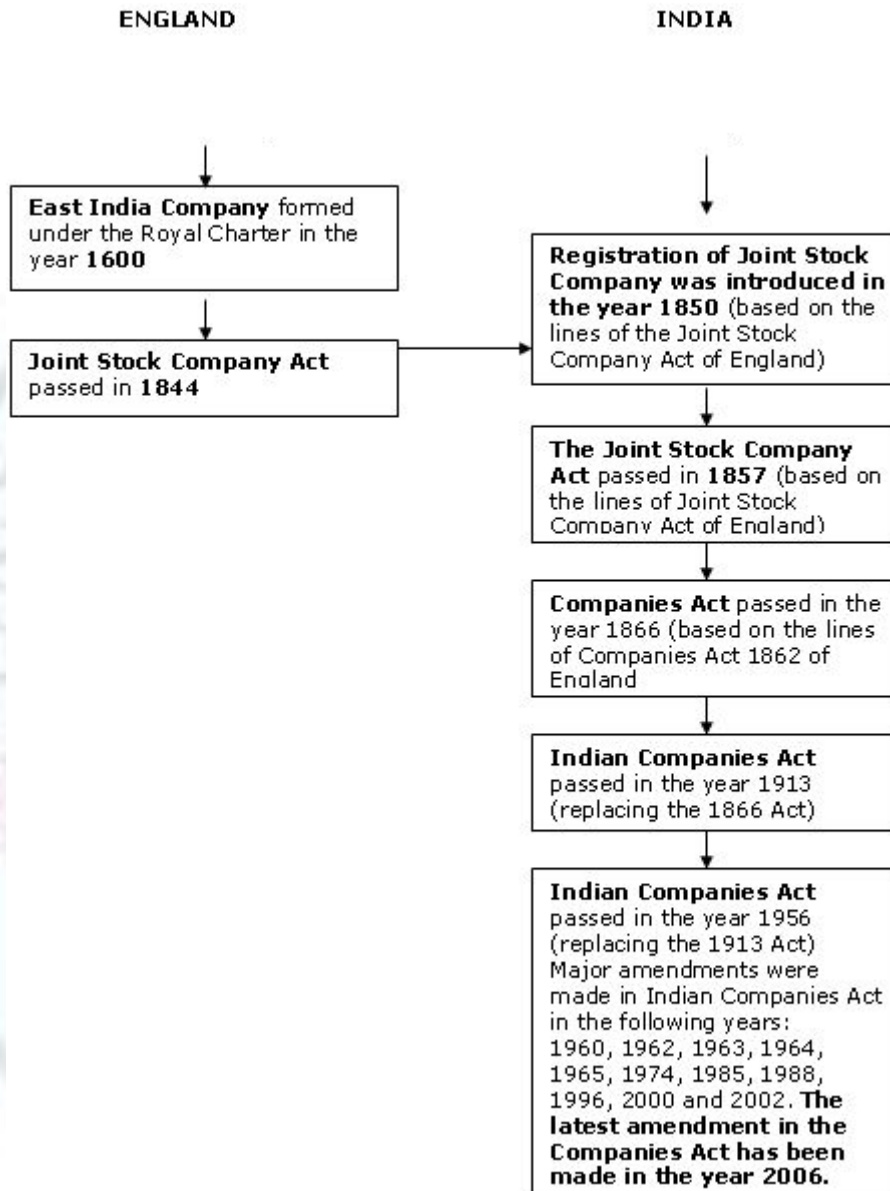 ENGLAND
INDIA
East India Company formed
under the Royal Charter in the
year 1600
Joint Stock Company Act
passed in 1844
Registration of Joint Stock
Company was introduced in
the year 1850 (based on the
lines of the Joint Stock
Company Act of England)
The Joint Stock Company
Act passed in 1857 (based on
the lines of Joint Stock
Company Act of England)
Companies Act passed in the
year 1866 (based on the lines
of Companies Act 1862 of
England
Indian Companies Act
passed in the year 1913
(replacing the 1866 Act)
Indian Companies Act
passed in the year 1956
(replacing the 1913 Act)
Major amendments were
made in Indian Companies Act
in the following years:
1960, 1962, 1963, 1964,
1965, 1974, 1985, 1988,
1996, 2000 and 2002. The
latest amendment in the
Companies Act has been
made in the year 2006.